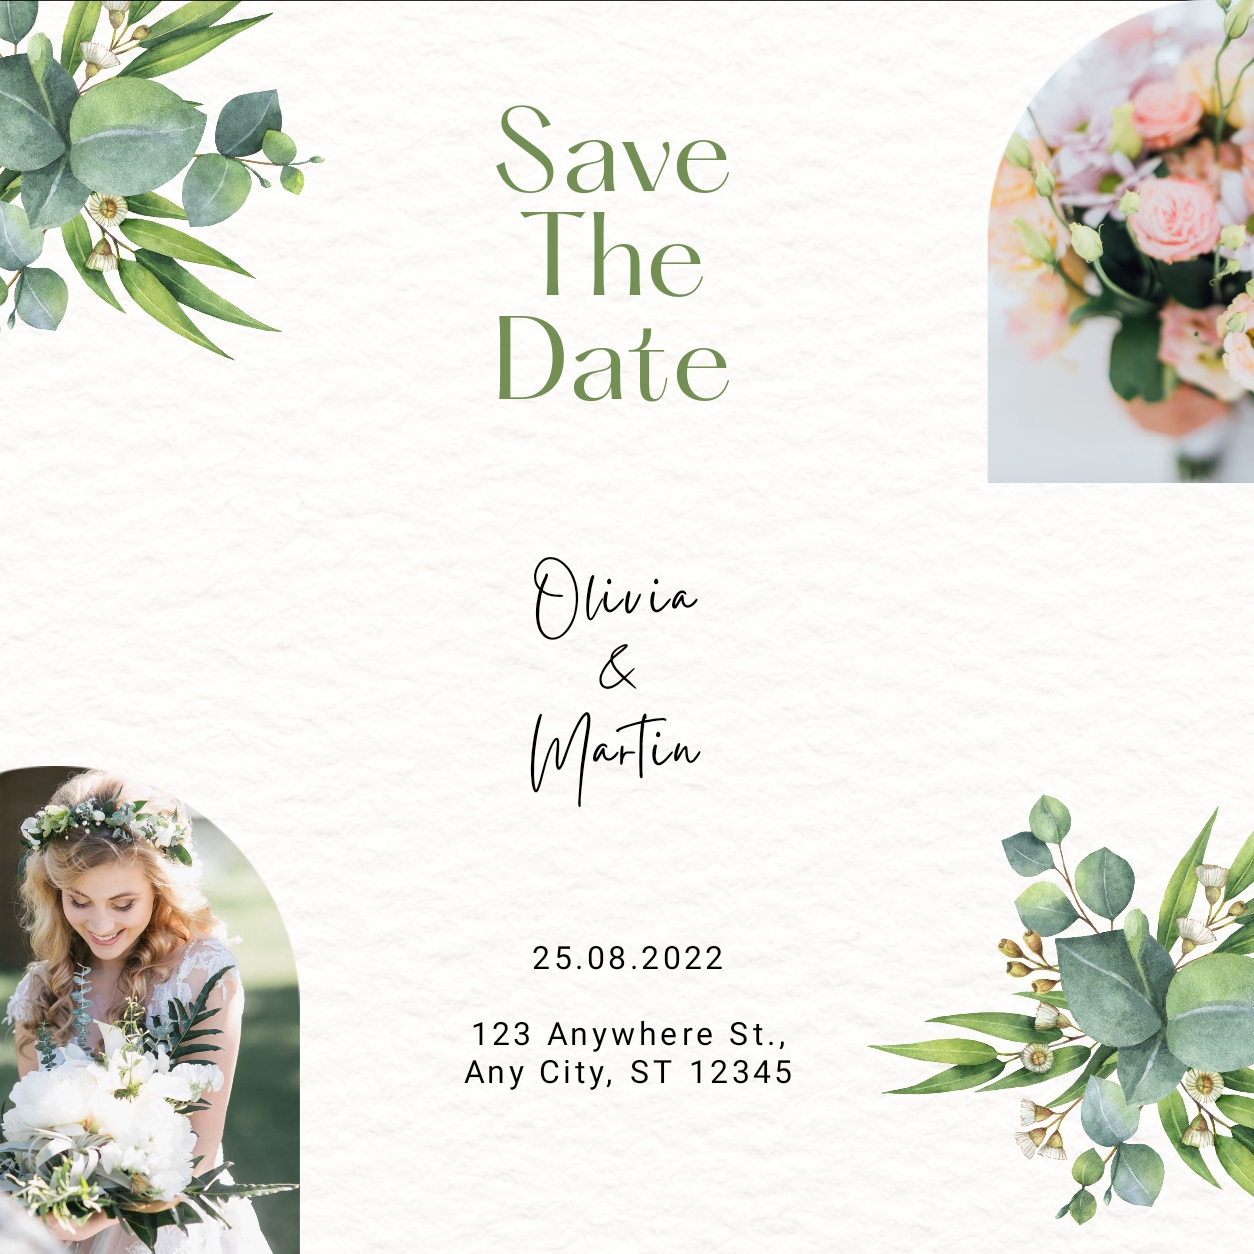 Save
The
Date
Olivia
&
Martin
25.08.2022
123 Anywhere St.,
Any City, ST 12345